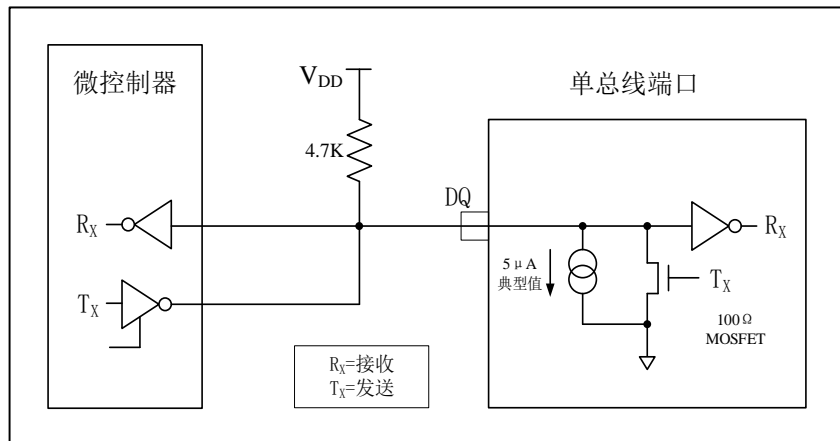 微控制器
V_DD
单总线端口
4.7K
DQ
R_X
R_X
5μA
典型值
T_X
T_X
100Ω
MOSFET
R_X=接收
T_X=发送